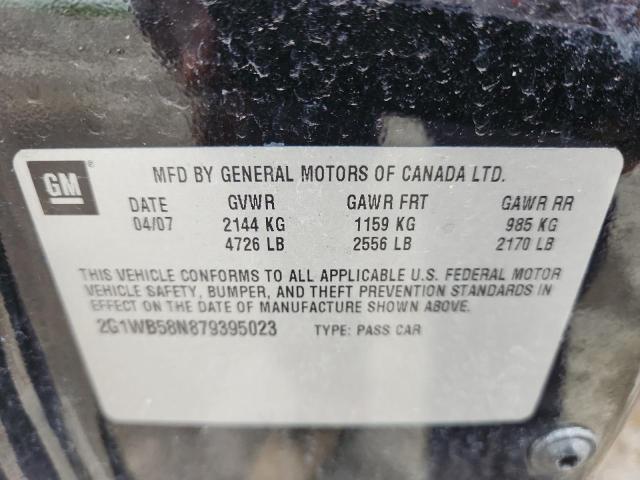 GM ® MFD BY GENERAL MOTORS OF CANADA LTD.
DATE GVWR GAWR FRT GAWR RR
04/07 2144 KG 1159 KG 985 KG
4726 LB 2556 LB 2170 LB
THIS VEHICLE CONFORMS TO ALL APPLICABLE U.S. FEDERAL MOTOR
VEHICLE SAFETY, BUMPER, AND THEFT PREVENTION STANDARDS IN
EFFECT ON THE DATE OF MANUFACTURE SHOWN ABOVE.
2G1WB58N879395023 TYPE: PASS CAR